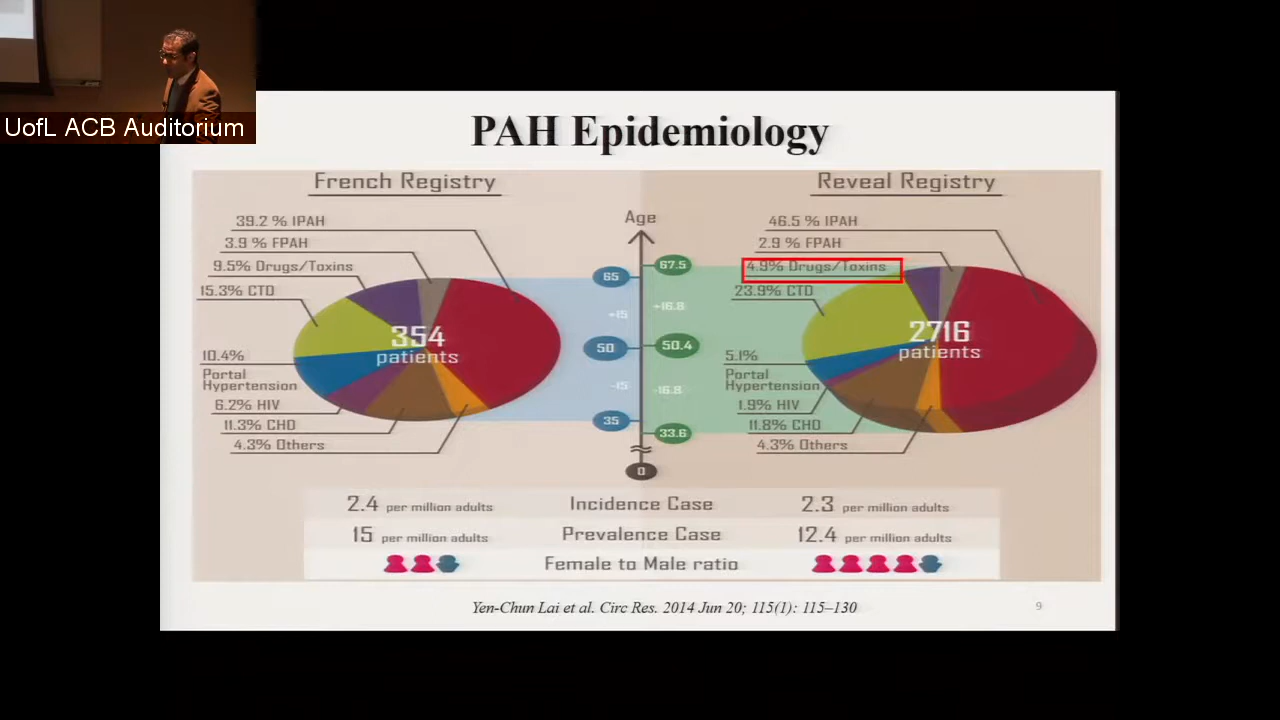 UofL ACB Auditorium
PAH Epidemiology
French Registry
39.2 % IPAH
3.9 % FPAH
9.5% Drugs/Toxins
15.3% CTD
10.4%
Portal
Hypertension
6.2% HIV
11.3% CHD
4.3% Others
354
patients
Age
65
+15
50
-15
35
67.5
+16.8
50.4
-16.8
33.6
0
Reveal Registry
46.5 % IPAH
2.9 % FPAH
4.9% Drugs/Toxins
23.9% CTD
5.1%
Portal
Hypertension
1.9% HIV
11.8% CHD
4.3% Others
2716
patients
2.4 per million adults Incidence Case 2.3 per million adults
15 per million adults Prevalence Case 12.4 per million adults
Female to Male ratio
Yen-Chun Lai et al. Circ Res. 2014 Jun 20; 115(1): 115–130
9